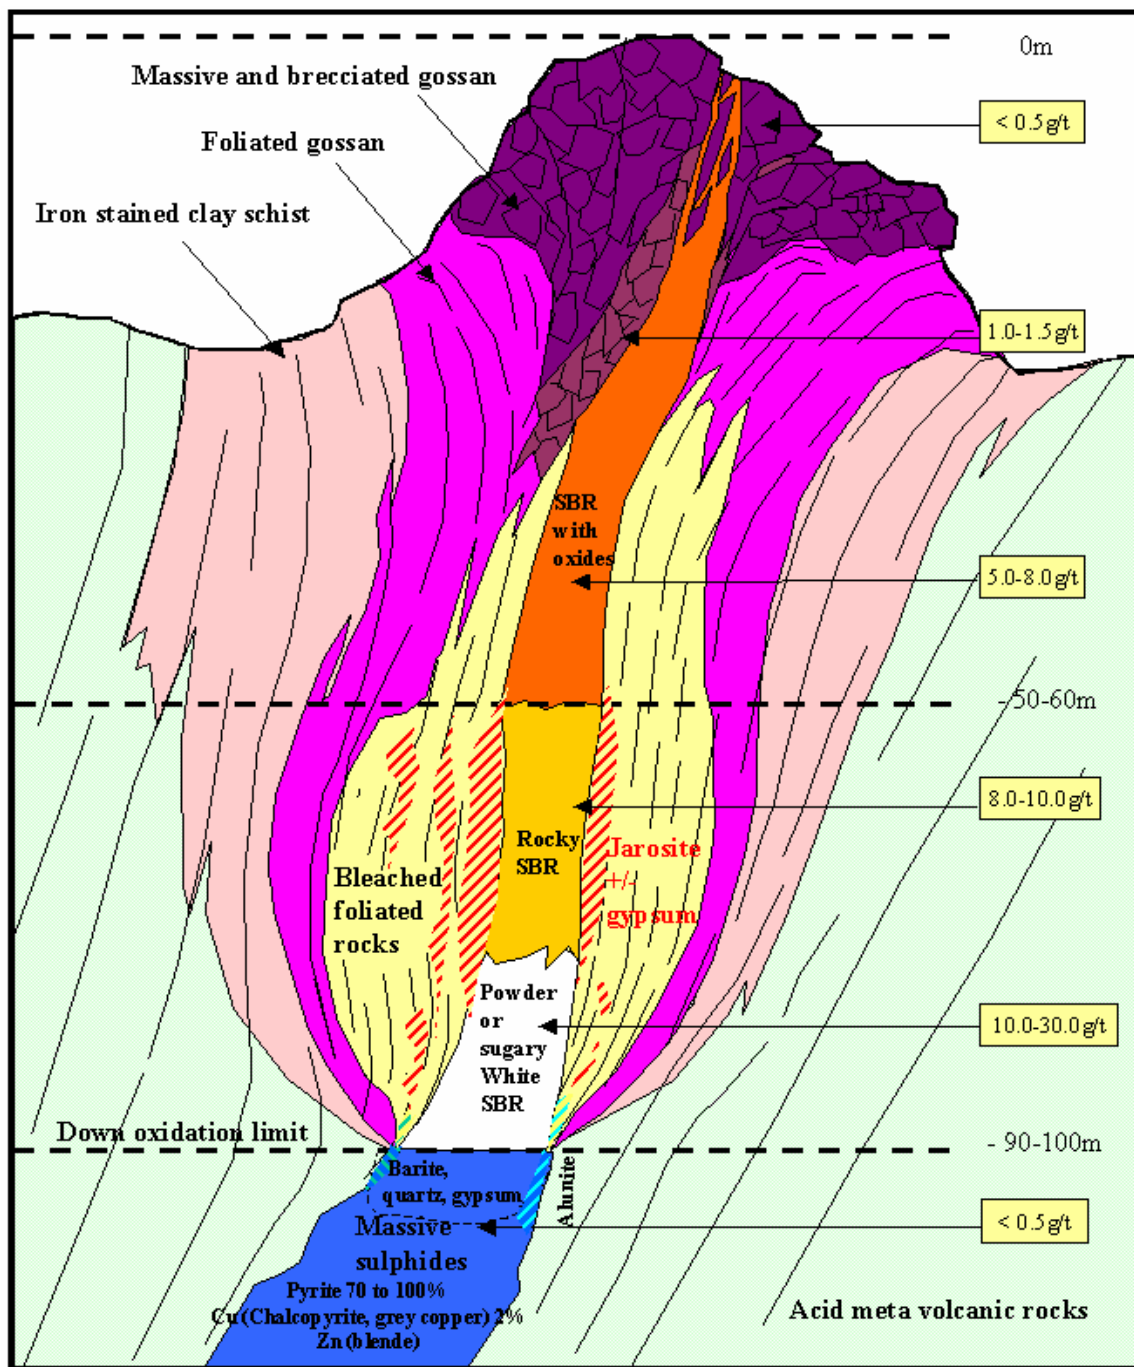 0m
Massive and brecciated gossan
< 0.5g/t
Foliated gossan
Iron stained clay schist
1.0-1.5g/t
SBR
with
oxides
5.0-8.0g/t
- 50-60m
8.0-10.0g/t
Rocky
SBR
Jarosite
+/-
gypsum
Bleached
foliated
rocks
Powder
or
sugary
White
SBR
10.0-30.0g/t
Down oxidation limit
- 90-100m
Barite,
quartz, gypsum
Alunite
Massive
sulphides
< 0.5g/t
Pyrite 70 to 100%
Cu (Chalcopyrite, grey copper) 2%
Zn (blende)
Acid meta volcanic rocks